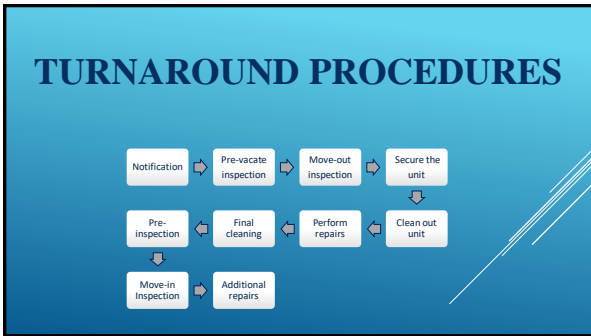 TURNAROUND PROCEDURES
Notification
Pre-vacate
inspection
Move-out
inspection
Secure the
unit
Clean out
unit
Perform
repairs
Final
cleaning
Pre-
inspection
Move-in
Inspection
Additional
repairs